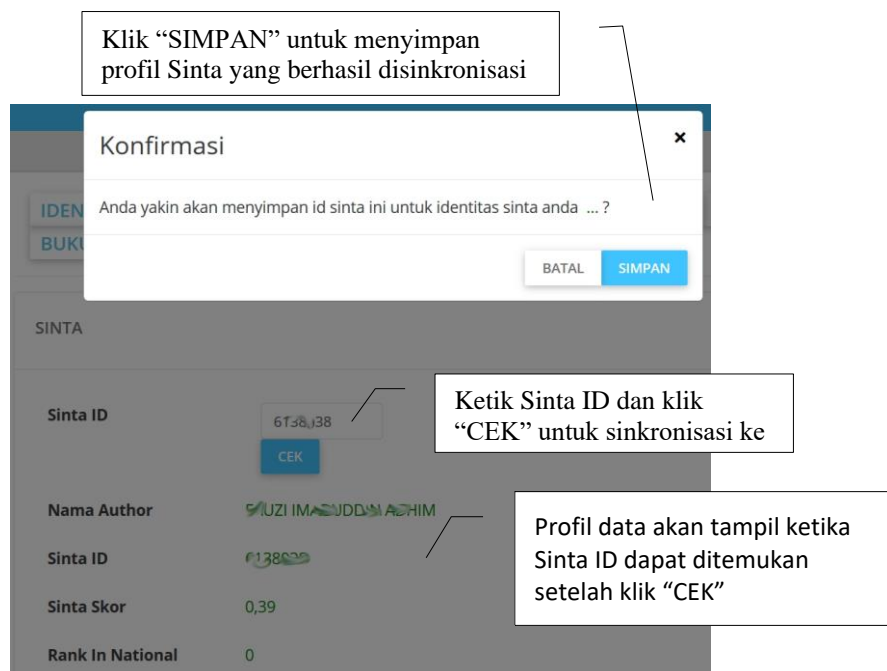 Klik “SIMPAN” untuk menyimpan
profil Sinta yang berhasil disinkronisasi
Konfirmasi
×
Anda yakin akan menyimpan id sinta ini untuk identitas sinta anda ... ?
IDEN
BUKU
BATAL
SIMPAN
SINTA
Ketik Sinta ID dan klik
“CEK” untuk sinkronisasi ke
Sinta ID
CEK
Nama Author
Profil data akan tampil ketika
Sinta ID dapat ditemukan
setelah klik “CEK”
Sinta ID
Sinta Skor 0,39
Rank In National 0